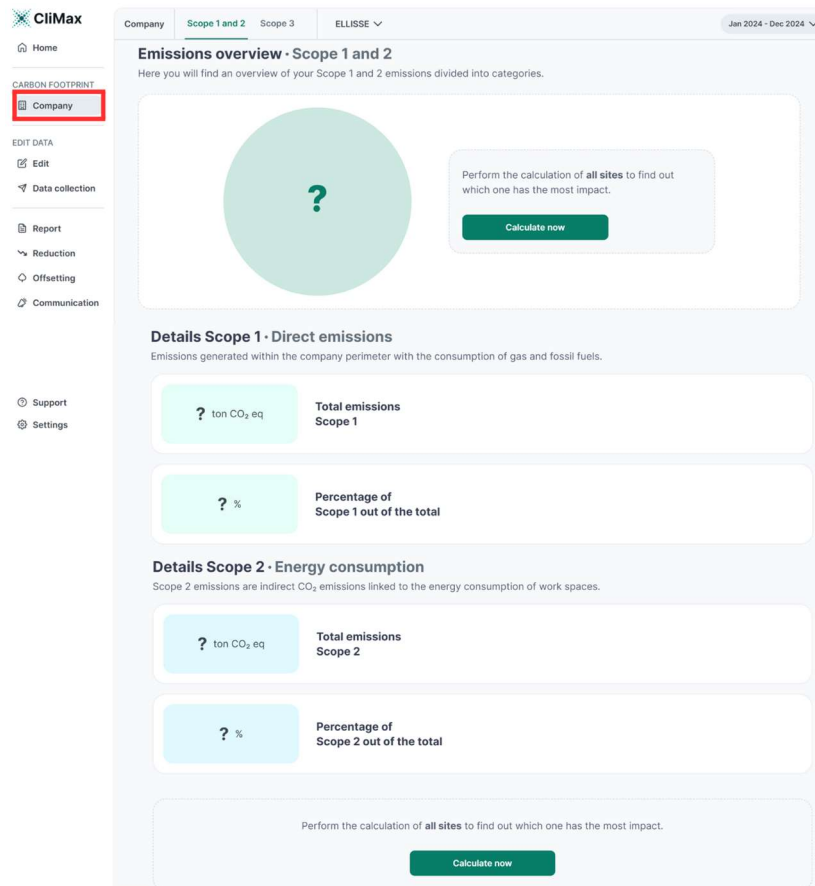 CliMax
Home
CARBON FOOTPRINT
Company
EDIT DATA
Edit
Data collection
Report
Reduction
Offsetting
Communication
Support
Settings
Company
Scope 1 and 2
Scope 3
ELLISSE
Jan 2024 - Dec 2024
Emissions overview · Scope 1 and 2
Here you will find an overview of your Scope 1 and 2 emissions divided into categories.
?
Perform the calculation of all sites to find out
which one has the most impact.
Calculate now
Details Scope 1 · Direct emissions
Emissions generated within the company perimeter with the consumption of gas and fossil fuels.
? ton CO₂ eq
Total emissions
Scope 1
? %
Percentage of
Scope 1 out of the total
Details Scope 2 · Energy consumption
Scope 2 emissions are indirect CO₂ emissions linked to the energy consumption of work spaces.
? ton CO₂ eq
Total emissions
Scope 2
? %
Percentage of
Scope 2 out of the total
Perform the calculation of all sites to find out which one has the most impact.
Calculate now